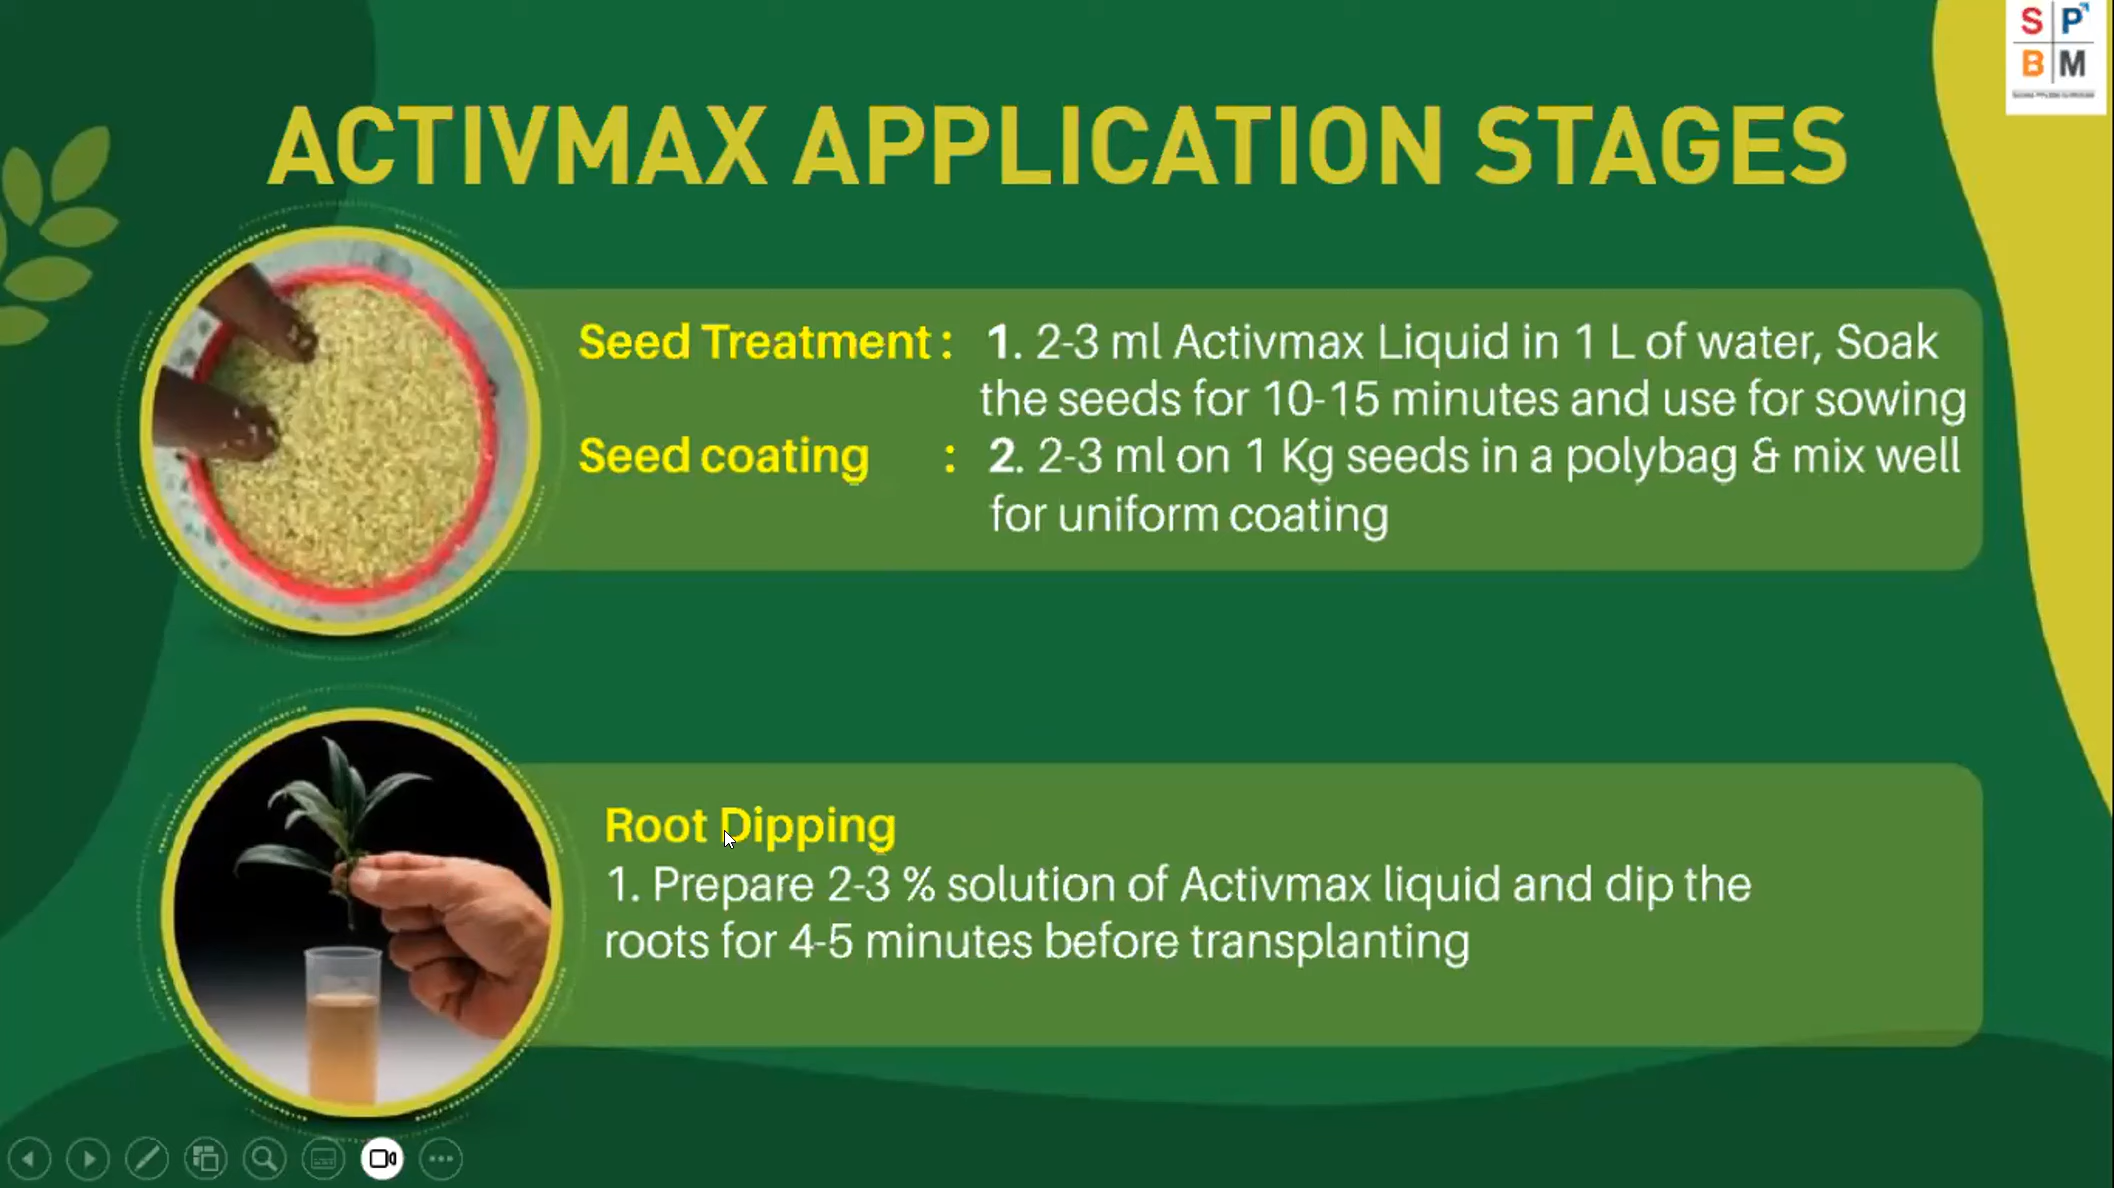 S P
B M
ACTIVMAX APPLICATION STAGES
Seed Treatment : 1. 2-3 ml Activmax Liquid in 1 L of water, Soak
the seeds for 10-15 minutes and use for sowing
Seed coating : 2. 2-3 ml on 1 Kg seeds in a polybag & mix well
for uniform coating
Root Dipping
1. Prepare 2-3 % solution of Activmax liquid and dip the
roots for 4-5 minutes before transplanting